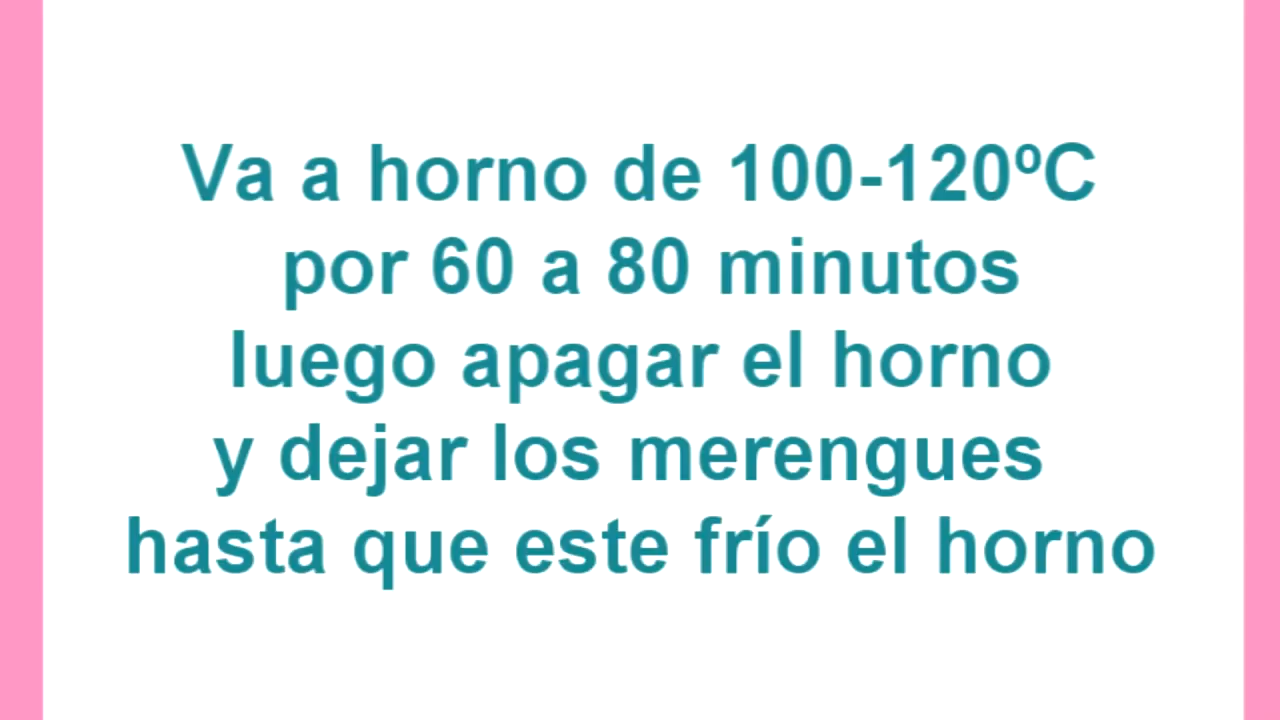 Va a horno de 100-120ºC
por 60 a 80 minutos
luego apagar el horno
y dejar los merengues
hasta que este frío el horno